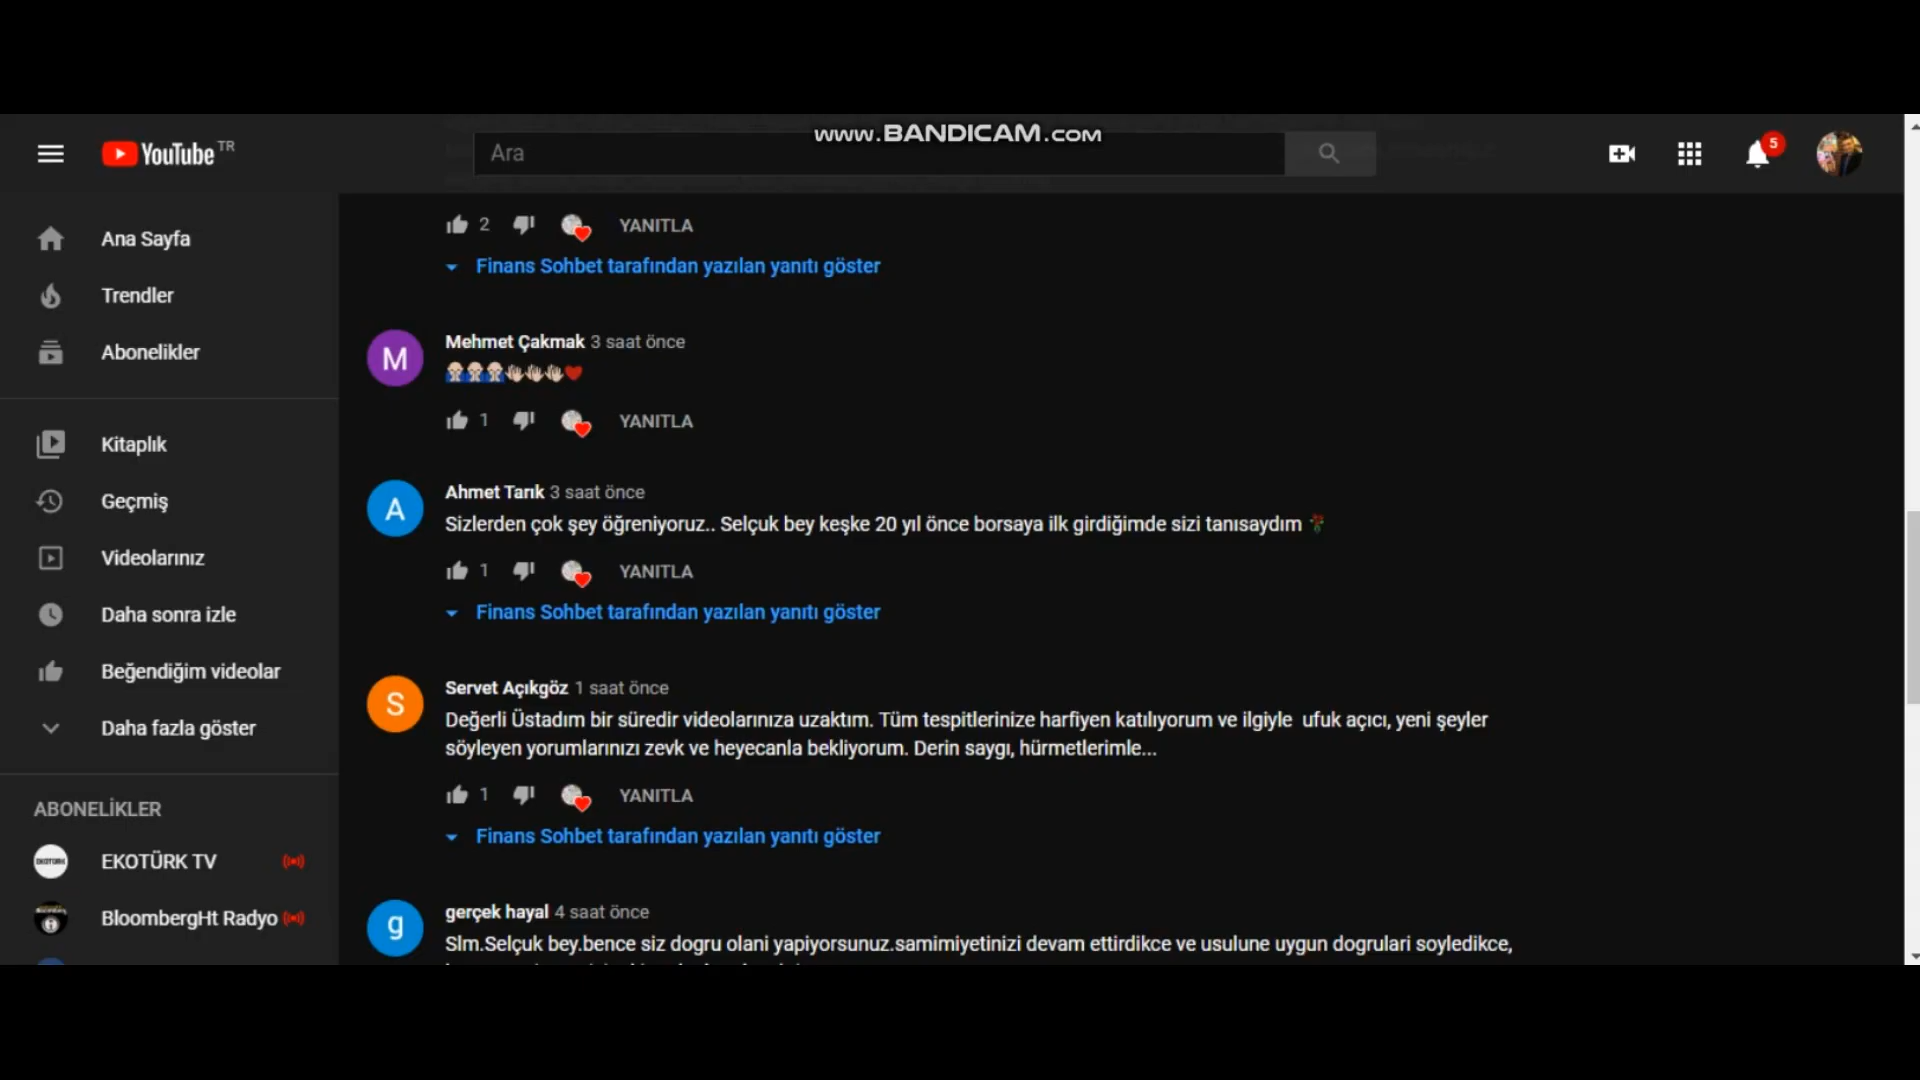 www.BANDICAM.com
YouTube TR
Ara
5
Ana Sayfa
Trendler
Abonelikler
Kitaplık
Geçmiş
Videolarınız
Daha sonra izle
Beğendiğim videolar
Daha fazla göster
ABONELİKLER
EKOTÜRK TV
BloombergHt Radyo
2 YANITLA
Finans Sohbet tarafından yazılan yanıtı göster
M
Mehmet Çakmak 3 saat önce
1 YANITLA
A
Ahmet Tarık 3 saat önce
Sizlerden çok şey öğreniyoruz.. Selçuk bey keşke 20 yıl önce borsaya ilk girdiğimde sizi tanısaydım
1 YANITLA
Finans Sohbet tarafından yazılan yanıtı göster
S
Servet Açıkgöz 1 saat önce
Değerli Üstadım bir süredir videolarınıza uzaktım. Tüm tespitlerinize harfiyen katılıyorum ve ilgiyle ufuk açıcı, yeni şeyler
söyleyen yorumlarınızı zevk ve heyecanla bekliyorum. Derin saygı, hürmetlerimle...
1 YANITLA
Finans Sohbet tarafından yazılan yanıtı göster
g
gerçek hayal 4 saat önce
Slm.Selçuk bey.bence siz dogru olani yapiyorsunuz.samimiyetinizi devam ettirdikce ve usulune uygun dogrulari soyledikce,